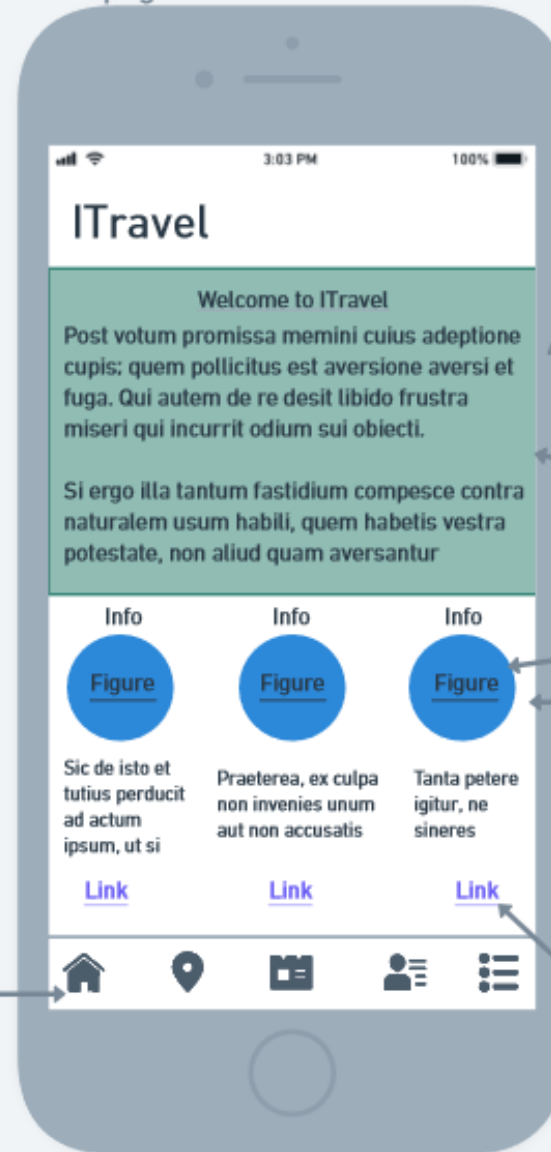 3:03 PM 100%
ITravel
Welcome to ITravel
Post votum promissa memini cuius adeptione
cupis; quem pollicitus est aversione aversi et
fuga. Qui autem de re desit libido frustra
miseri qui incurrit odium sui obiecti.
Si ergo illa tantum fastidium compesce contra
naturalem usum habili, quem habetis vestra
potestate, non aliud quam aversantur
Info Info Info
Figure Figure Figure
Sic de isto et
tutius perducit
ad actum
ipsum, ut si
Praeterea, ex culpa
non invenies unum
aut non accusatis
Tanta petere
igitur, ne
sineres
Link Link Link